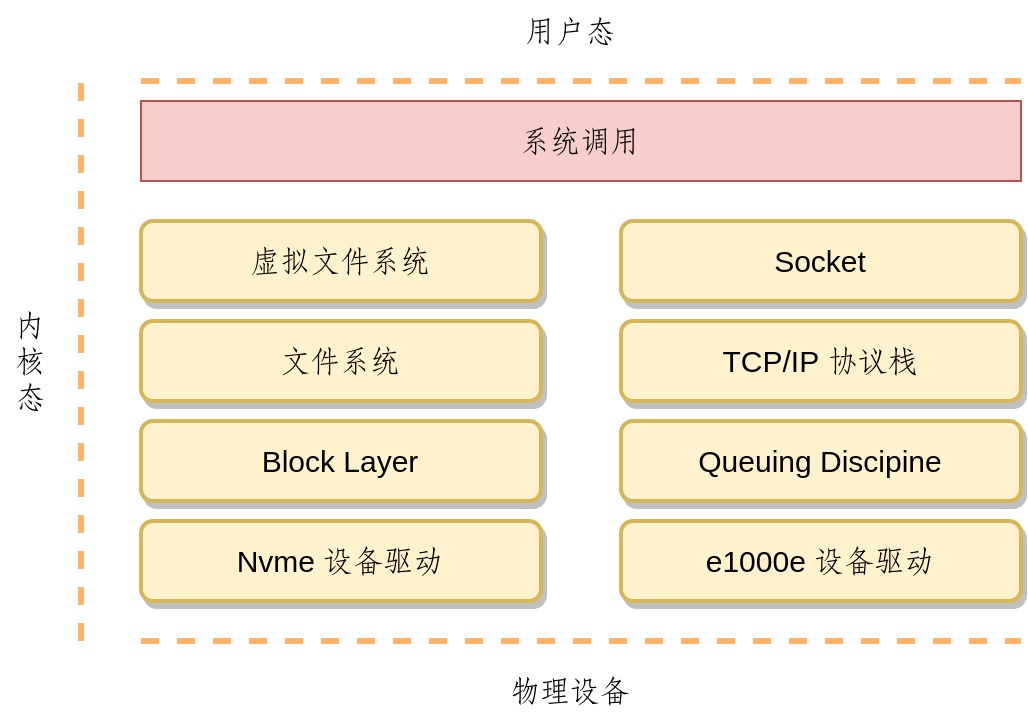 用户态
系统调用
虚拟文件系统
Socket
文件系统
TCP/IP 协议栈
内核态
Block Layer
Queuing Discipine
Nvme 设备驱动
e1000e 设备驱动
物理设备